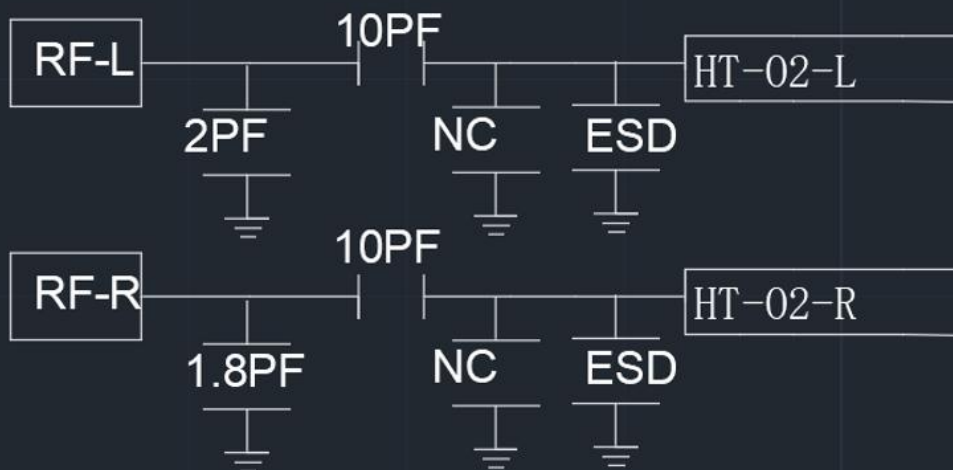 10PF
RF-L
HT-02-L
2PF
NC
ESD
10PF
RF-R
HT-02-R
1.8PF
NC
ESD